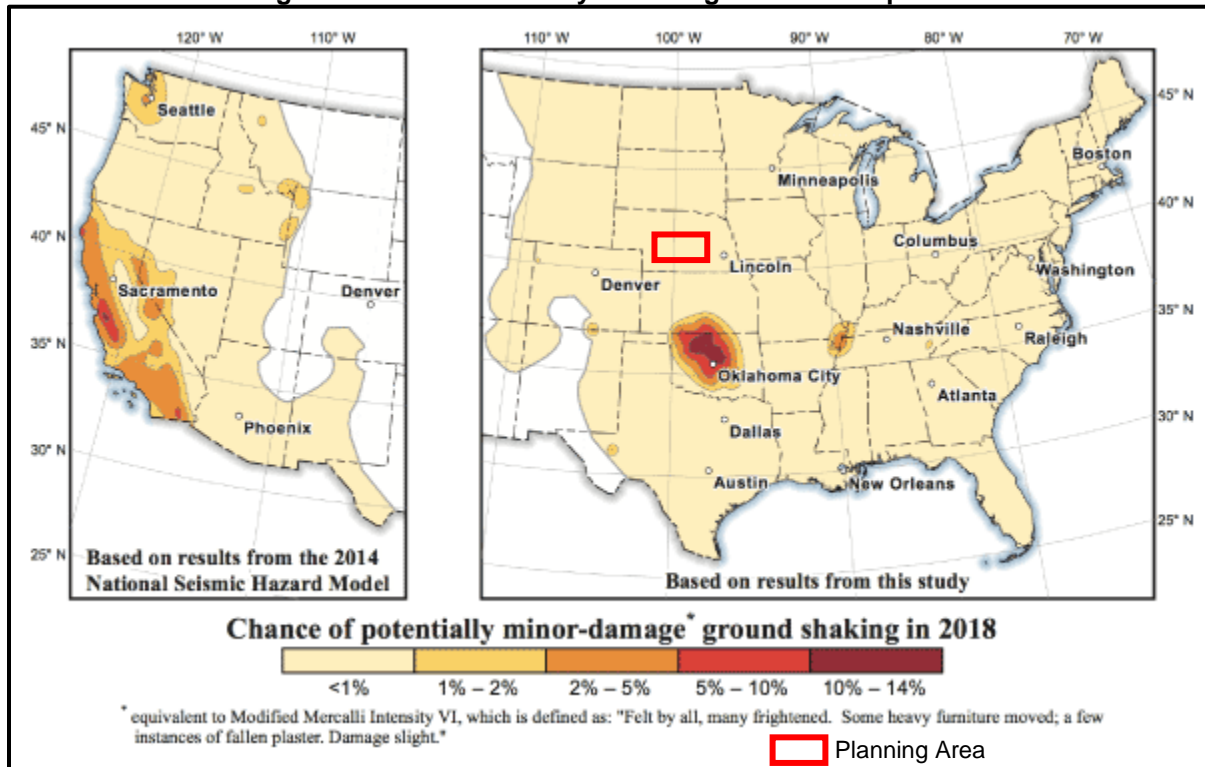 120° W
110° W
110° W
100° W
90° W
80° W
70° W
45° N
40° N
35° N
30° N
25° N
Seattle
Sacramento
Denver
Phoenix
Based on results from the 2014
National Seismic Hazard Model
Minneapolis
Boston
Columbus
Lincoln
Washington
Denver
Nashville
Raleigh
Oklahoma City
Atlanta
Dallas
Austin
New Orleans
45° N
40° N
35° N
30° N
25° N
Based on results from this study
Chance of potentially minor-damage* ground shaking in 2018
<1%
1% – 2%
2% – 5%
5% – 10%
10% – 14%
* equivalent to Modified Mercalli Intensity VI, which is defined as: "Felt by all, many frightened. Some heavy furniture moved; a few
instances of fallen plaster. Damage slight."
Planning Area